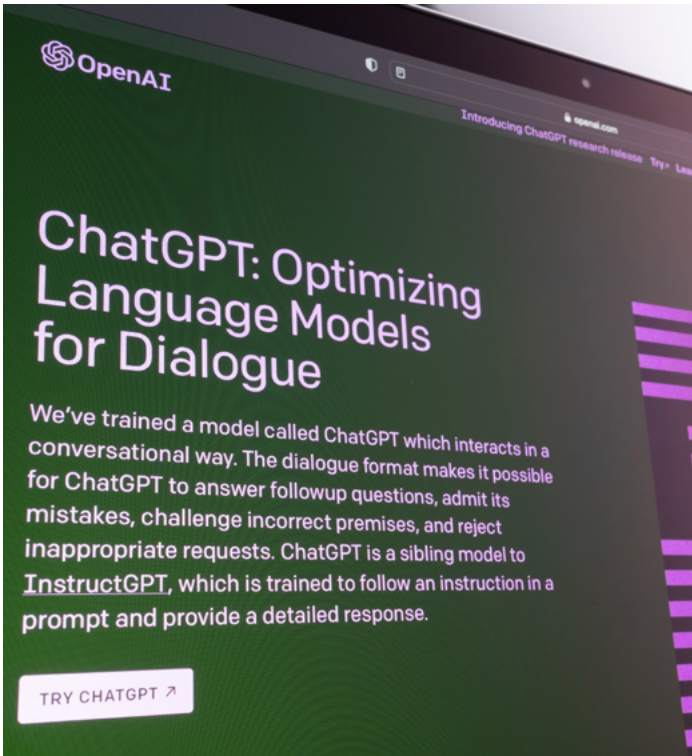 OpenAI
openai.com
Introducing ChatGPT research release Try
ChatGPT: Optimizing
Language Models
for Dialogue
We've trained a model called ChatGPT which interacts in a
conversational way. The dialogue format makes it possible
for ChatGPT to answer followup questions, admit its
mistakes, challenge incorrect premises, and reject
inappropriate requests. ChatGPT is a sibling model to
InstructGPT, which is trained to follow an instruction in a
prompt and provide a detailed response.
TRY CHATGPT ↗